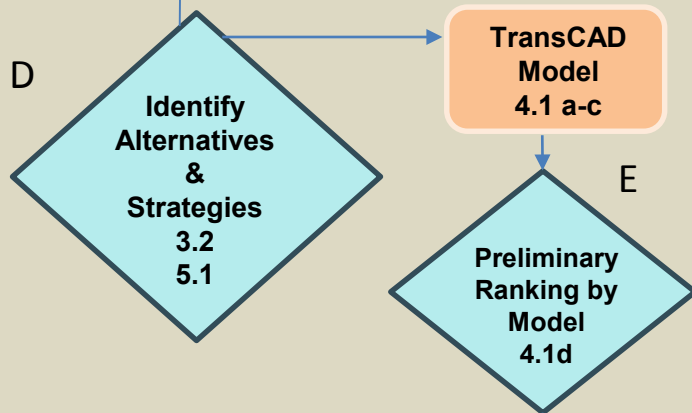 D
Identify
Alternatives
&
Strategies
3.2
5.1
TransCAD
Model
4.1 a-c
E
Preliminary
Ranking by
Model
4.1d